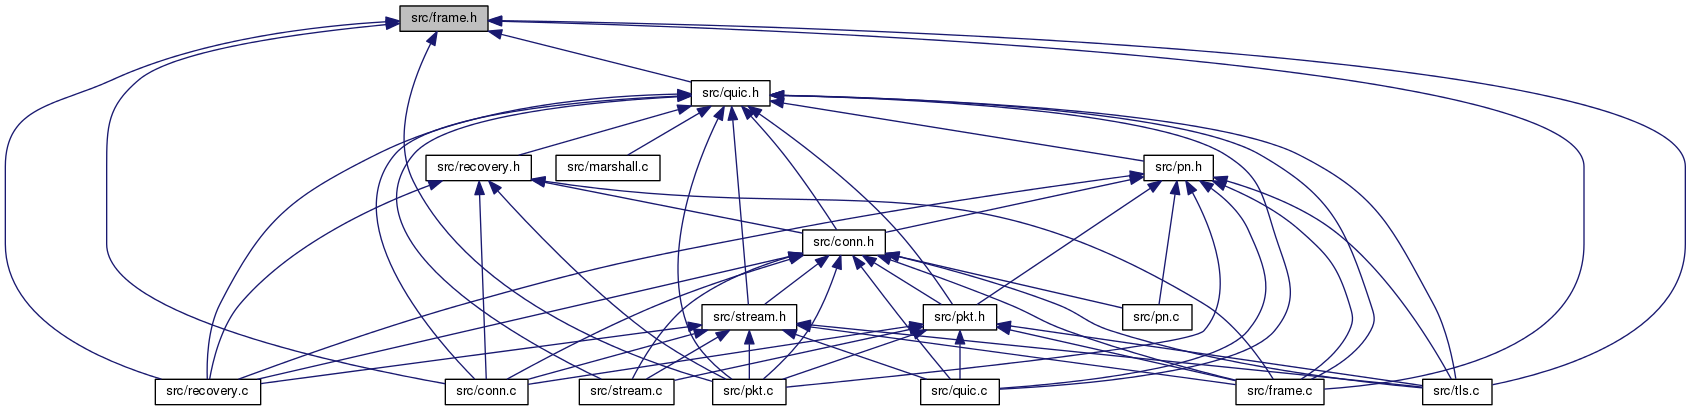 src/frame.h
src/quic.h
src/recovery.h
src/marshall.c
src/pn.h
src/conn.h
src/stream.h
src/pkt.h
src/pn.c
src/recovery.c
src/conn.c
src/stream.c
src/pkt.c
src/quic.c
src/frame.c
src/tls.c